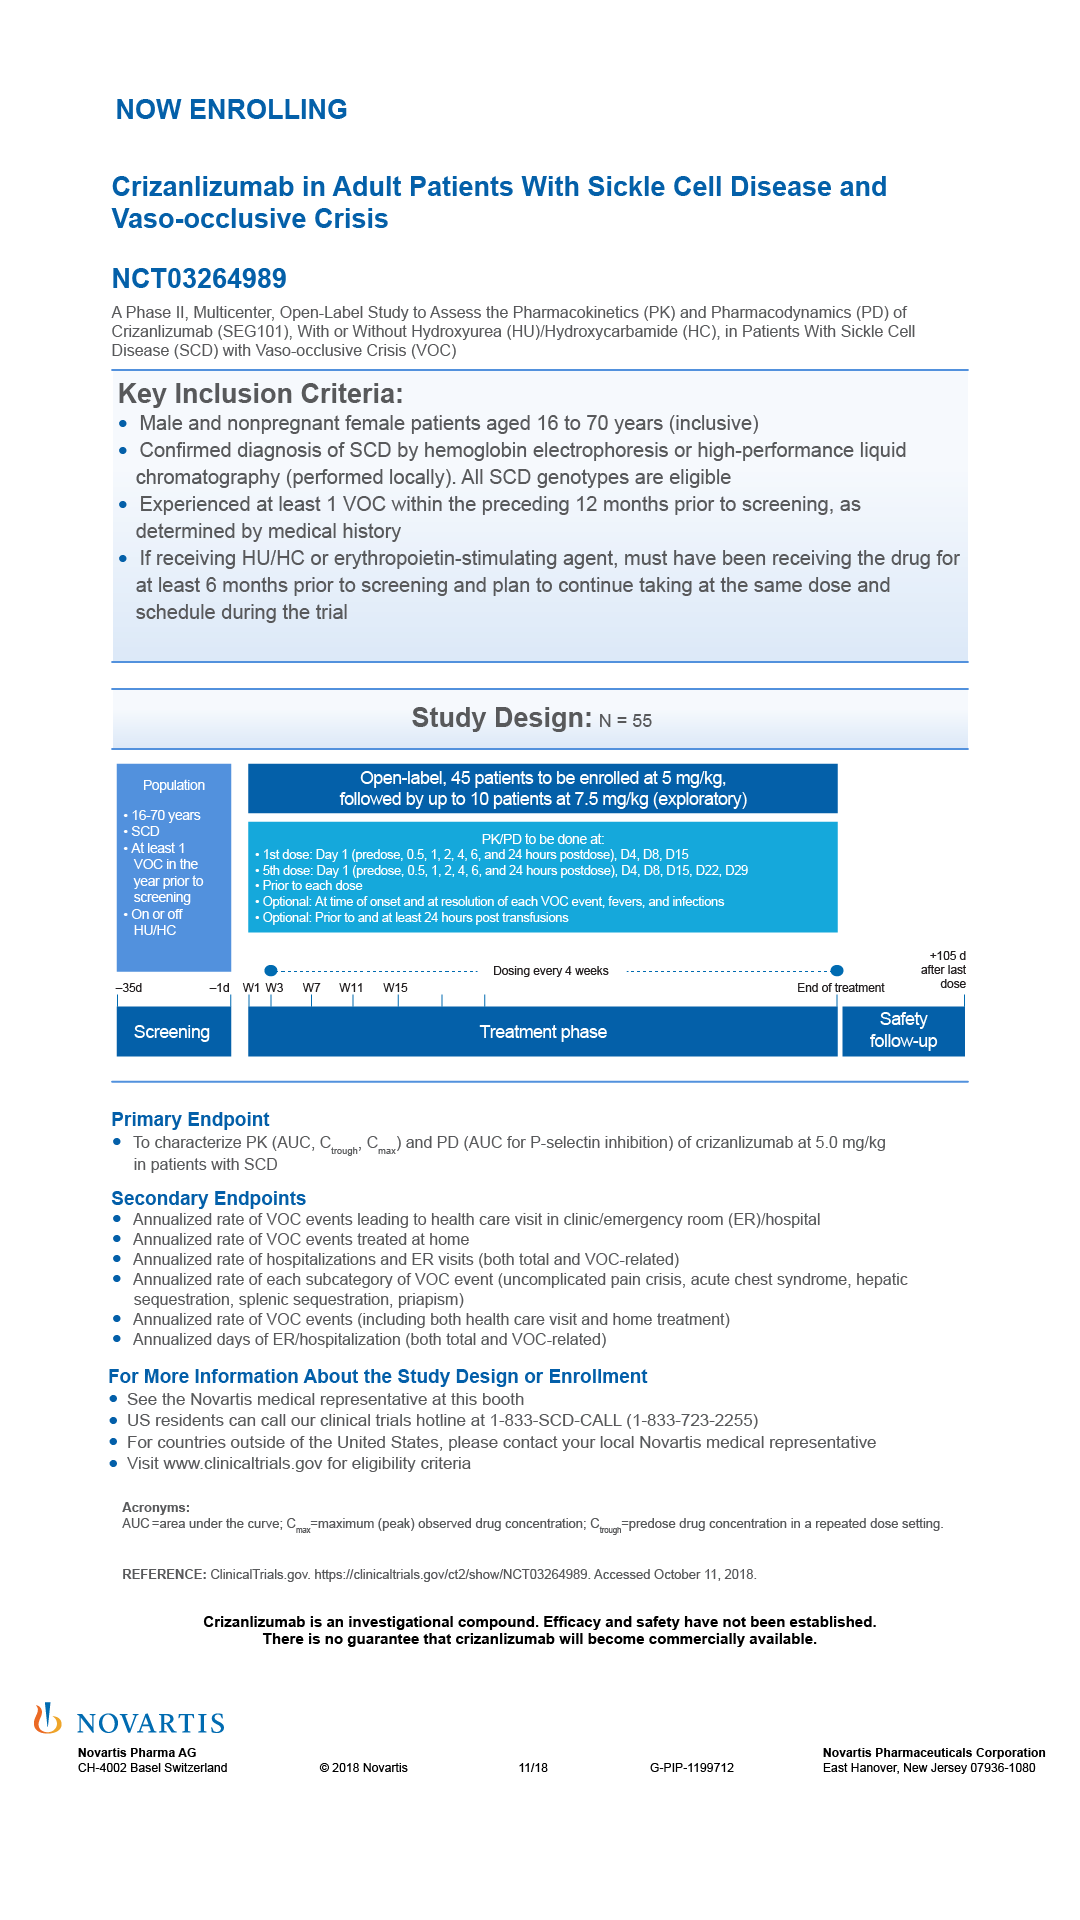 NOW ENROLLING
Crizanlizumab in Adult Patients With Sickle Cell Disease and
Vaso-occlusive Crisis
NCT03264989
A Phase II, Multicenter, Open-Label Study to Assess the Pharmacokinetics (PK) and Pharmacodynamics (PD) of
Crizanlizumab (SEG101), With or Without Hydroxyurea (HU)/Hydroxycarbamide (HC), in Patients With Sickle Cell
Disease (SCD) with Vaso-occlusive Crisis (VOC)
Key Inclusion Criteria:
• Male and nonpregnant female patients aged 16 to 70 years (inclusive)
• Confirmed diagnosis of SCD by hemoglobin electrophoresis or high-performance liquid
chromatography (performed locally). All SCD genotypes are eligible
• Experienced at least 1 VOC within the preceding 12 months prior to screening, as
determined by medical history
• If receiving HU/HC or erythropoietin-stimulating agent, must have been receiving the drug for
at least 6 months prior to screening and plan to continue taking at the same dose and
schedule during the trial
Study Design: N = 55
Population
• 16-70 years
• SCD
• At least 1
VOC in the
year prior to
screening
• On or off
HU/HC
Open-label, 45 patients to be enrolled at 5 mg/kg,
followed by up to 10 patients at 7.5 mg/kg (exploratory)
PK/PD to be done at:
• 1st dose: Day 1 (predose, 0.5, 1, 2, 4, 6, and 24 hours postdose), D4, D8, D15
• 5th dose: Day 1 (predose, 0.5, 1, 2, 4, 6, and 24 hours postdose), D4, D8, D15, D22, D29
• Prior to each dose
• Optional: At time of onset and at resolution of each VOC event, fevers, and infections
• Optional: Prior to and at least 24 hours post transfusions
Dosing every 4 weeks
+105 d
after last
dose
–35d –1d W1 W3 W7 W11 W15 End of treatment
Screening
Treatment phase
Safety
follow-up
Primary Endpoint
• To characterize PK (AUC, Ctrough, Cmax) and PD (AUC for P-selectin inhibition) of crizanlizumab at 5.0 mg/kg
in patients with SCD
Secondary Endpoints
• Annualized rate of VOC events leading to health care visit in clinic/emergency room (ER)/hospital
• Annualized rate of VOC events treated at home
• Annualized rate of hospitalizations and ER visits (both total and VOC-related)
• Annualized rate of each subcategory of VOC event (uncomplicated pain crisis, acute chest syndrome, hepatic
sequestration, splenic sequestration, priapism)
• Annualized rate of VOC events (including both health care visit and home treatment)
• Annualized days of ER/hospitalization (both total and VOC-related)
For More Information About the Study Design or Enrollment
• See the Novartis medical representative at this booth
• US residents can call our clinical trials hotline at 1-833-SCD-CALL (1-833-723-2255)
• For countries outside of the United States, please contact your local Novartis medical representative
• Visit www.clinicaltrials.gov for eligibility criteria
Acronyms:
AUC=area under the curve; Cmax=maximum (peak) observed drug concentration; Ctrough=predose drug concentration in a repeated dose setting.
REFERENCE: ClinicalTrials.gov. https://clinicaltrials.gov/ct2/show/NCT03264989. Accessed October 11, 2018.
Crizanlizumab is an investigational compound. Efficacy and safety have not been established.
There is no guarantee that crizanlizumab will become commercially available.
NOVARTIS
Novartis Pharma AG
CH-4002 Basel Switzerland
© 2018 Novartis
11/18
G-PIP-1199712
Novartis Pharmaceuticals Corporation
East Hanover, New Jersey 07936-1080